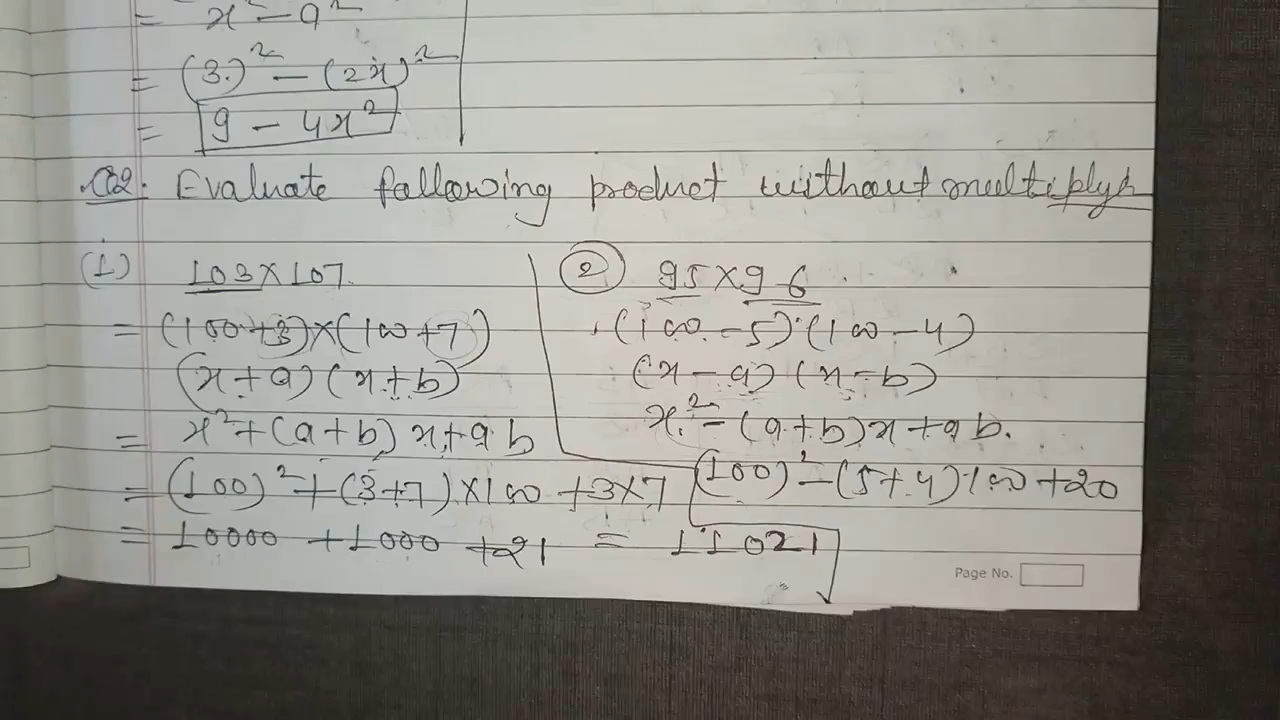 = x² - a²
= (3.)² - (2x)²
= 9 - 4x²
Q2. Evaluate following product without multiply
(1) 103×107.
= (100+3)×(100+7)
(x+a)(x+b)
= x²+(a+b)x+ab
= (100)²+(3+7)×100+3×7
= 10000 +1000 +21 = 11021
(2) 95×96
(100-5).(100-4)
(x-a)(x-b)
x²-(a+b)x+ab.
(100)²-(5+4)100+20
Page No.